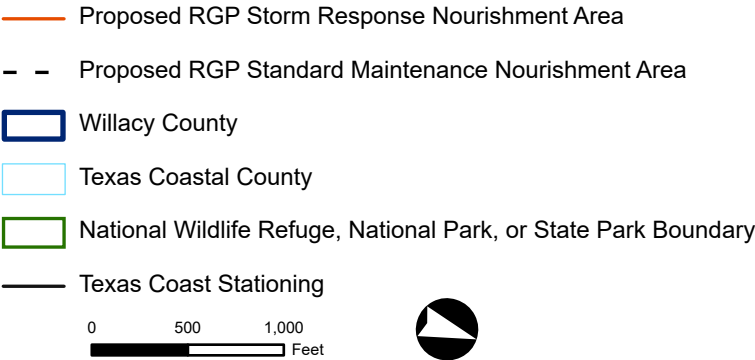 Proposed RGP Storm Response Nourishment Area
Proposed RGP Standard Maintenance Nourishment Area
Willacy County
Texas Coastal County
National Wildlife Refuge, National Park, or State Park Boundary
Texas Coast Stationing
0 500 1,000
Feet